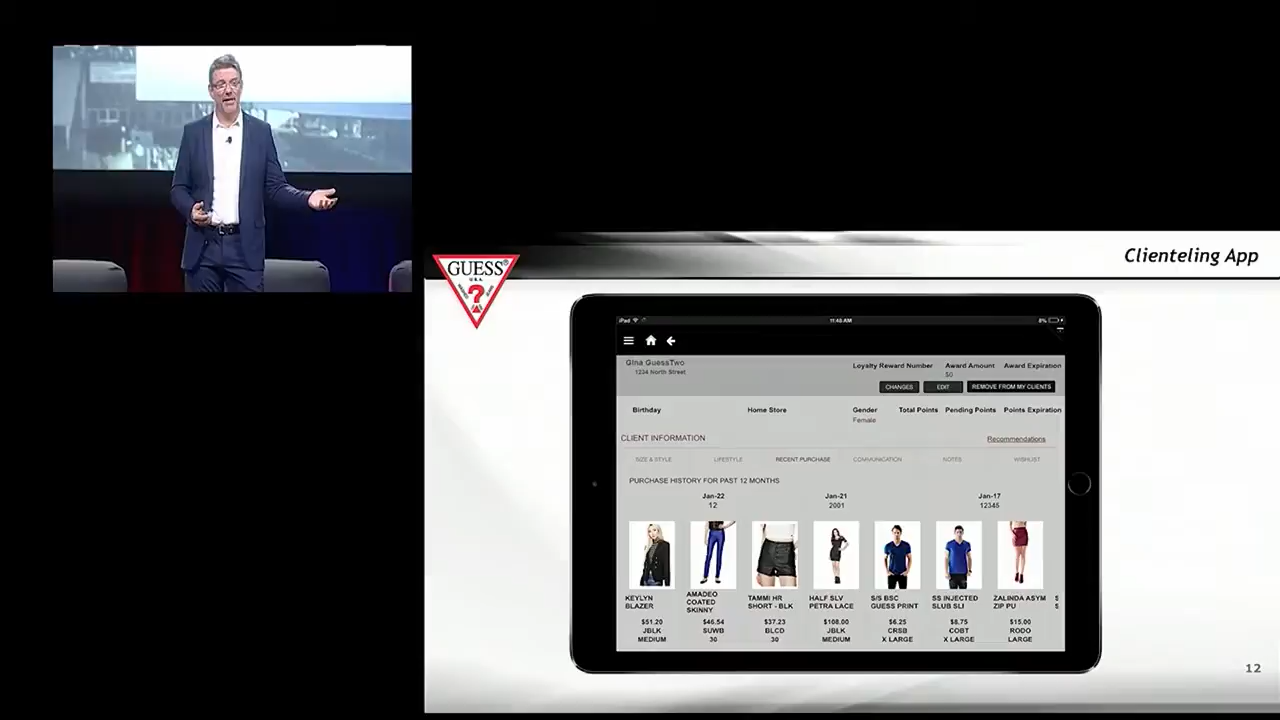 Clienteling App
GUESS®
U.S.A.
?
iPad
11:48 AM
8%
Gina GuessTwo
1234 North Street
Loyalty Reward Number
Award Amount
Award Expiration
$0
CHANGES
EDIT
REMOVE FROM MY CLIENTS
Birthday
Home Store
Gender
Total Points
Pending Points
Points Expiration
Female
CLIENT INFORMATION
Recommendations
SIZE & STYLE
LIFESTYLE
RECENT PURCHASE
COMMUNICATION
NOTES
WISHLIST
PURCHASE HISTORY FOR PAST 12 MONTHS
Jan-22
12
Jan-21
2001
Jan-17
12345
KEYLYN
BLAZER
$51.20
JBLK
MEDIUM
AMADEO
COATED
SKINNY
$46.54
SUWB
30
TAMMI HR
SHORT - BLK
$37.23
BLCD
30
HALF SLV
PETRA LACE
$108.00
JBLK
MEDIUM
S/S BSC
GUESS PRINT
$6.25
CRSB
X LARGE
SS INJECTED
SLUB SLI
$8.75
COBT
X LARGE
ZALINDA ASYM
ZIP PU
$15.00
RODO
LARGE
S
S
12